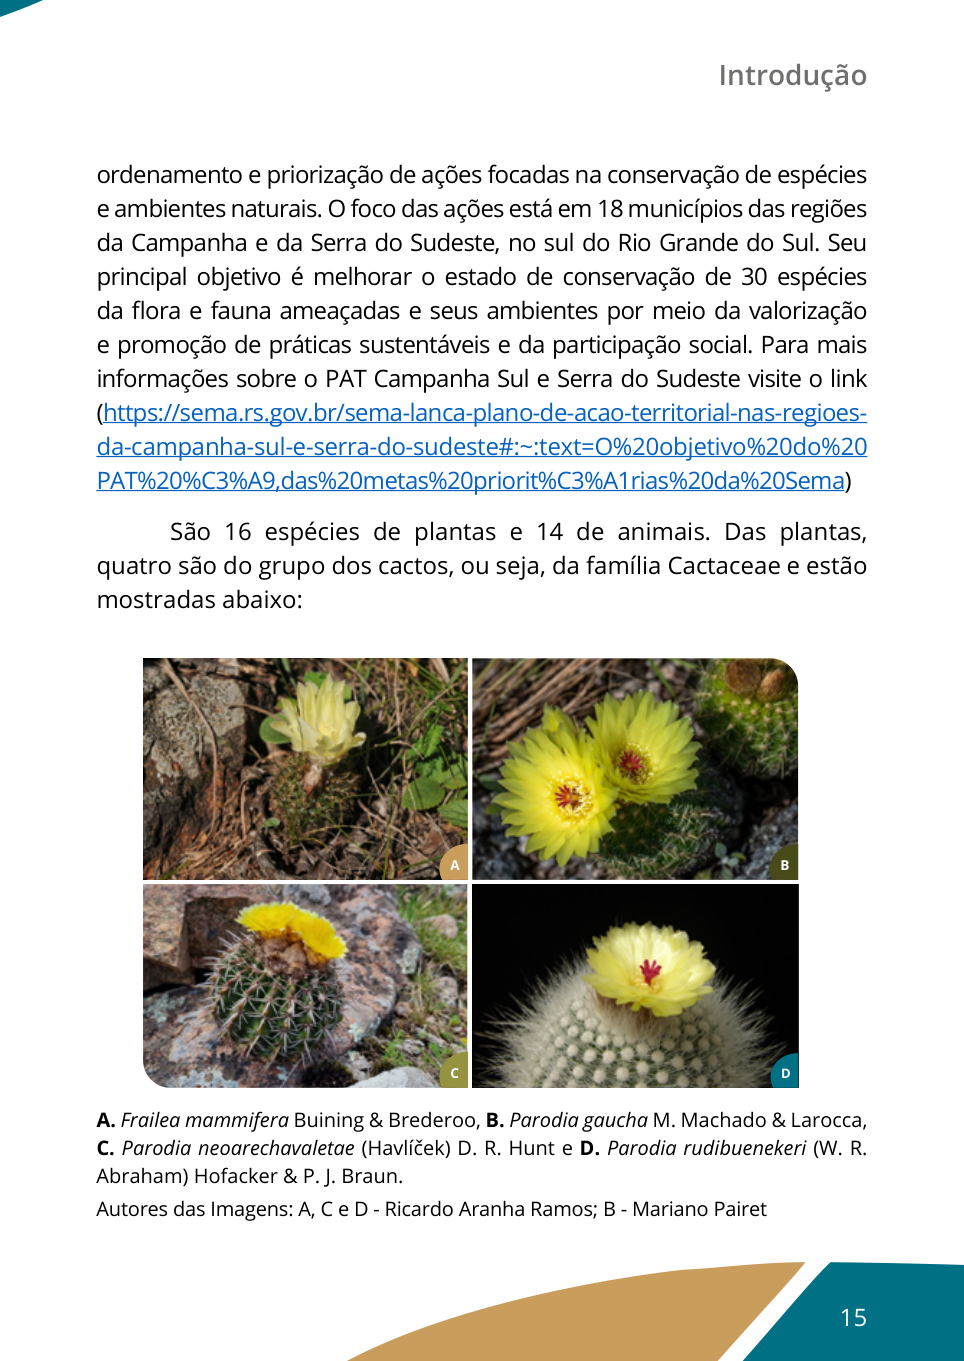 Introdução
ordenamento e priorização de ações focadas na conservação de espécies
e ambientes naturais. O foco das ações está em 18 municípios das regiões
da Campanha e da Serra do Sudeste, no sul do Rio Grande do Sul. Seu
principal objetivo é melhorar o estado de conservação de 30 espécies
da flora e fauna ameaçadas e seus ambientes por meio da valorização
e promoção de práticas sustentáveis e da participação social. Para mais
informações sobre o PAT Campanha Sul e Serra do Sudeste visite o link
(https://sema.rs.gov.br/sema-lanca-plano-de-acao-territorial-nas-regioes-
da-campanha-sul-e-serra-do-sudeste#:~:text=O%20objetivo%20do%20
PAT%20%C3%A9,das%20metas%20priorit%C3%A1rias%20da%20Sema)
São 16 espécies de plantas e 14 de animais. Das plantas,
quatro são do grupo dos cactos, ou seja, da família Cactaceae e estão
mostradas abaixo:
A
B
C
D
A. Frailea mammifera Buining & Brederoo, B. Parodia gaucha M. Machado & Larocca,
C. Parodia neoarechavaletae (Havlíček) D. R. Hunt e D. Parodia rudibuenekeri (W. R.
Abraham) Hofacker & P. J. Braun.
Autores das Imagens: A, C e D - Ricardo Aranha Ramos; B - Mariano Pairet
15